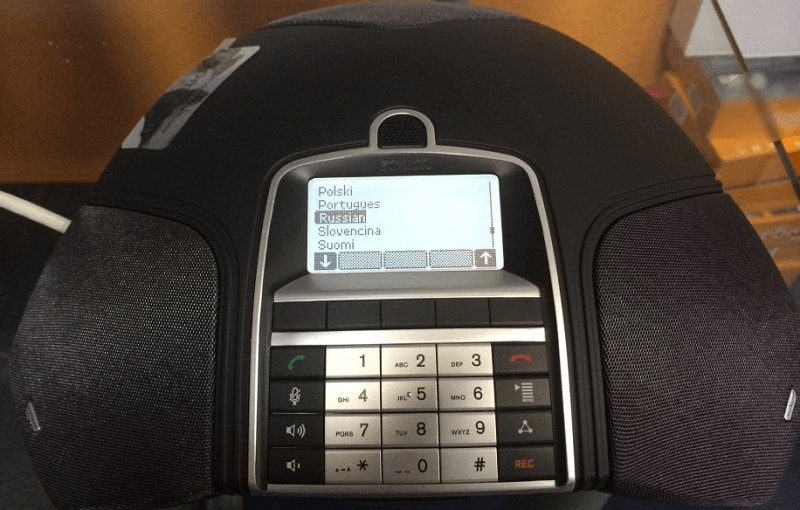 Polski
Portugues
Russian
Slovencina
Suomi
1
ABC 2
DEF 3
GHI 4
JKL 5
MNO 6
MENU
PQRS 7
TUV 8
WXYZ 9
a→A *
0
#
REC